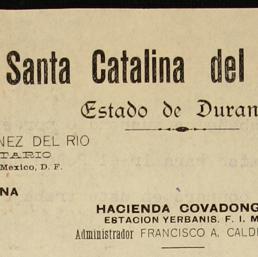 Santa Catalina del
Estado de Duran
NEZ DEL RIO
TARIO
Mexico, D. F.
NA
HACIENDA COVADONG
ESTACION YERBANIS, F. I. M
Administrador FRANCISCO A. CALD